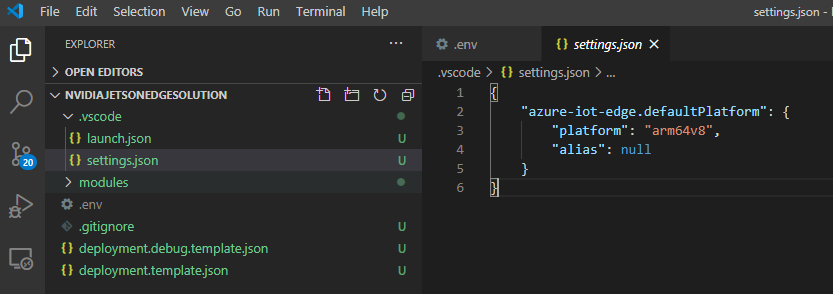 File Edit Selection View Go Run Terminal Help settings.json -
EXPLORER ...
OPEN EDITORS
NVIDIAJETSONEDGESOLUTION
.vscode
launch.json U
settings.json U
modules
.env
.gitignore U
deployment.debug.template.json U
deployment.template.json U
20
.env
settings.json
.vscode > settings.json > ...
1 {
2 "azure-iot-edge.defaultPlatform": {
3 "platform": "arm64v8",
4 "alias": null
5 }
6 }